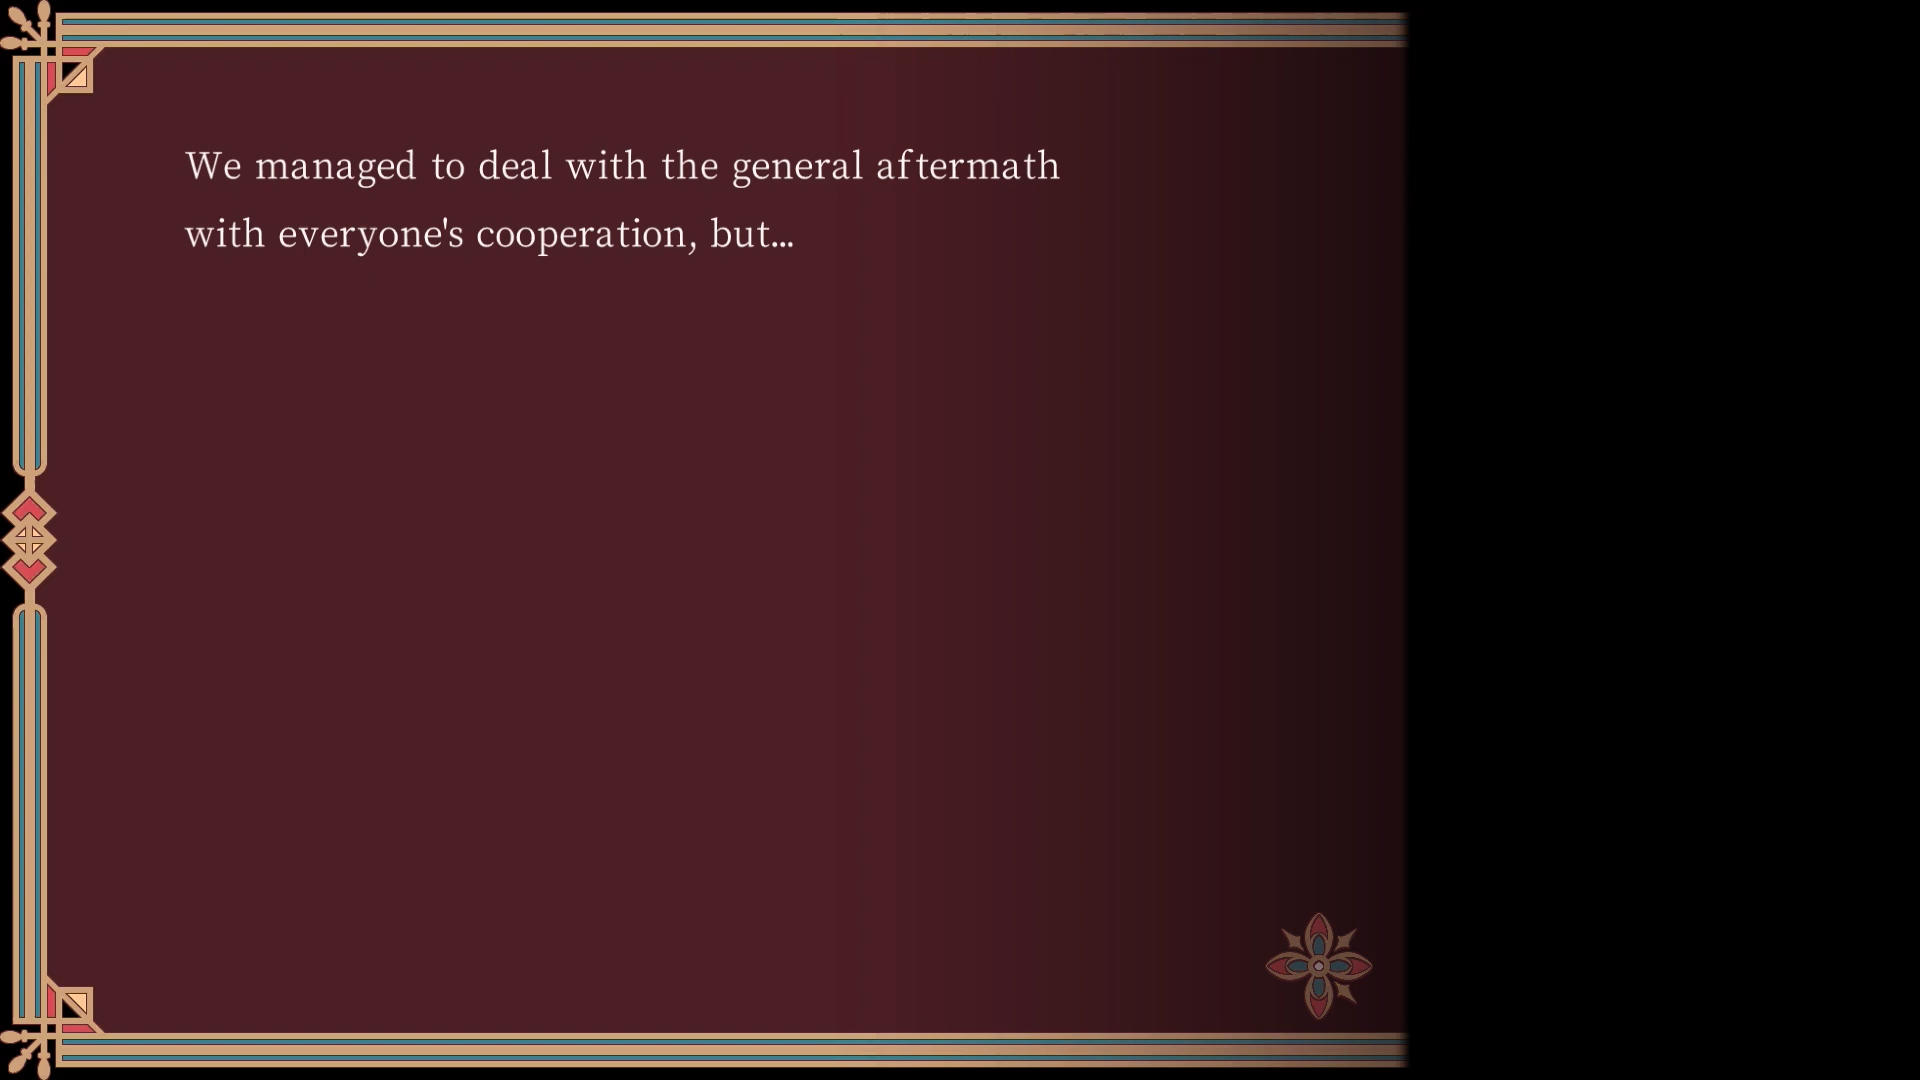 We managed to deal with the general aftermath
with everyone's cooperation, but...